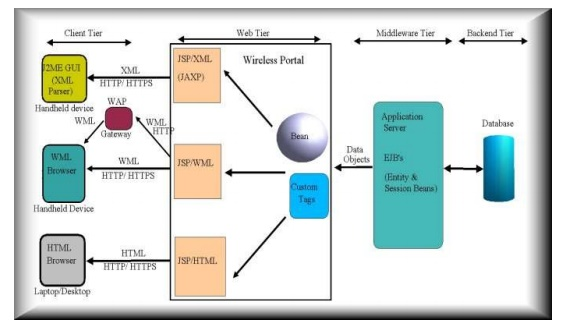 Client Tier
Web Tier
Middleware Tier
Backend Tier
J2ME GUI
(XML
Parser)
Handheld device
XML
HTTP/ HTTPS
JSP/XML
(JAXP)
Wireless Portal
WAP
Gateway
WML
WML
HTTP
Bean
WML
Browser
Handheld Device
WML
HTTP/ HTTPS
JSP/WML
Custom
Tags
Data
Objects
Application
Server
EJB's
(Entity &
Session Beans)
Database
HTML
Browser
Laptop/Desktop
HTML
HTTP/ HTTPS
JSP/HTML